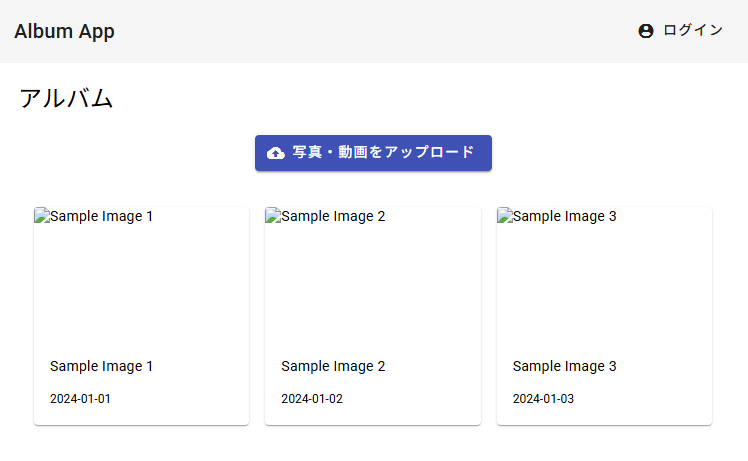 Album App
ログイン
アルバム
写真・動画をアップロード
Sample Image 1
Sample Image 2
Sample Image 3
Sample Image 1
Sample Image 2
Sample Image 3
2024-01-01
2024-01-02
2024-01-03